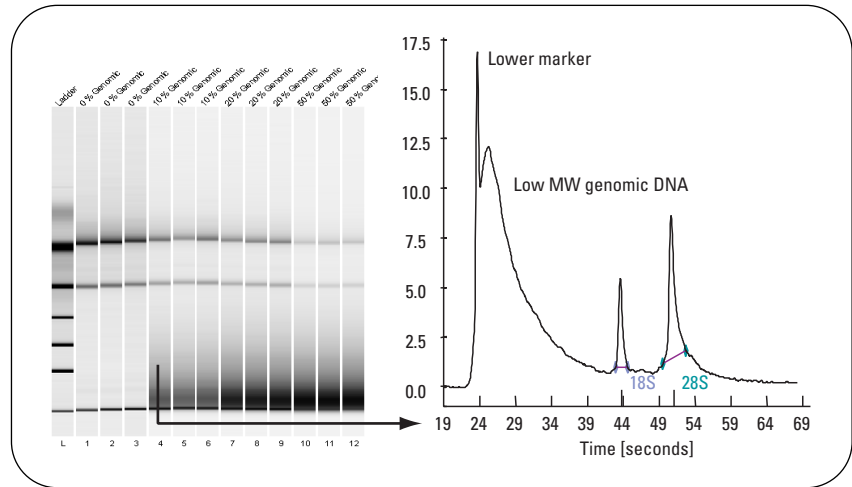 Ladder
0 % Genomic
0 % Genomic
0 % Genomic
10 % Genomic
10 % Genomic
10 % Genomic
20 % Genomic
20 % Genomic
20 % Genomic
50 % Genomic
50 % Genomic
50 % Geno
L 1 2 3 4 5 6 7 8 9 10 11 12
17.5
Lower marker
15.0
12.5
Low MW genomic DNA
10.0
7.5
5.0
2.5
18S 28S
0.0
19 24 29 34 39 44 49 54 59 64 69
Time [seconds]